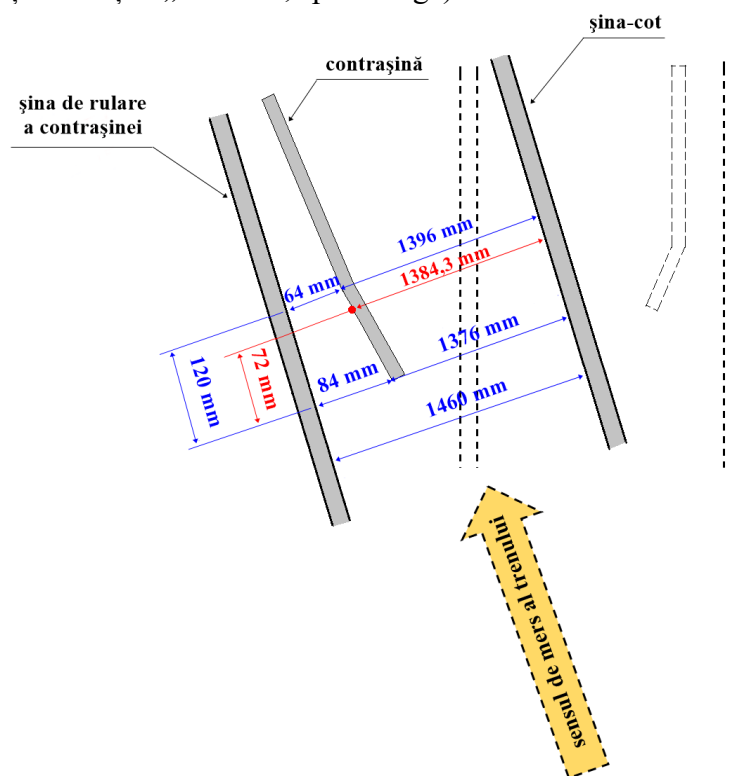 şina-cot
contraşină
şina de rulare
a contraşinei
1396 mm
1384,3 mm
64 mm
1376 mm
120 mm
72 mm
84 mm
1460 mm
sensul de mers al trenului